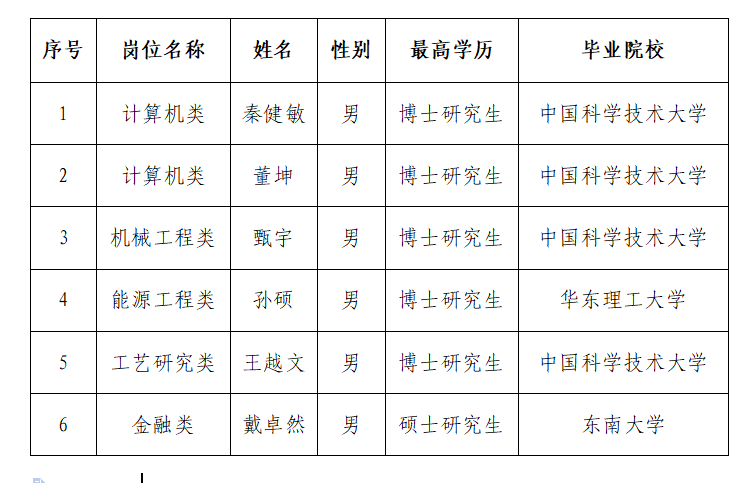 序号 岗位名称 姓名 性别 最高学历 毕业院校
1 计算机类 秦健敏 男 博士研究生 中国科学技术大学
2 计算机类 董坤 男 博士研究生 中国科学技术大学
3 机械工程类 甄宇 男 博士研究生 中国科学技术大学
4 能源工程类 孙硕 男 博士研究生 华东理工大学
5 工艺研究类 王越文 男 博士研究生 中国科学技术大学
6 金融类 戴卓然 男 硕士研究生 东南大学